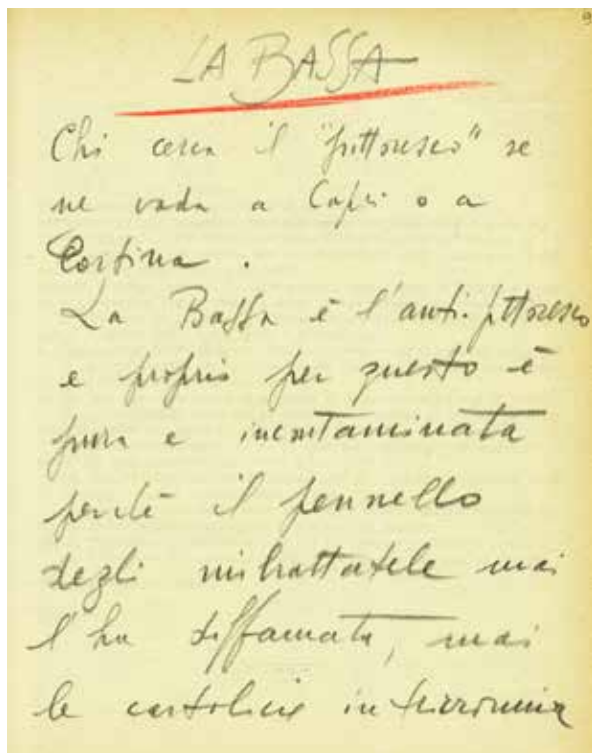 9
LA BASSA
Chi cerca il "pittoresco" se
ne vada a Capri o a
Cortina.
La Bassa è l'anti-pittoresco
e proprio per questo è
pura e incontaminata
perché il pennello
degli imbrattatele mai
l'ha diffamata, mai
le cartoline in tricromia